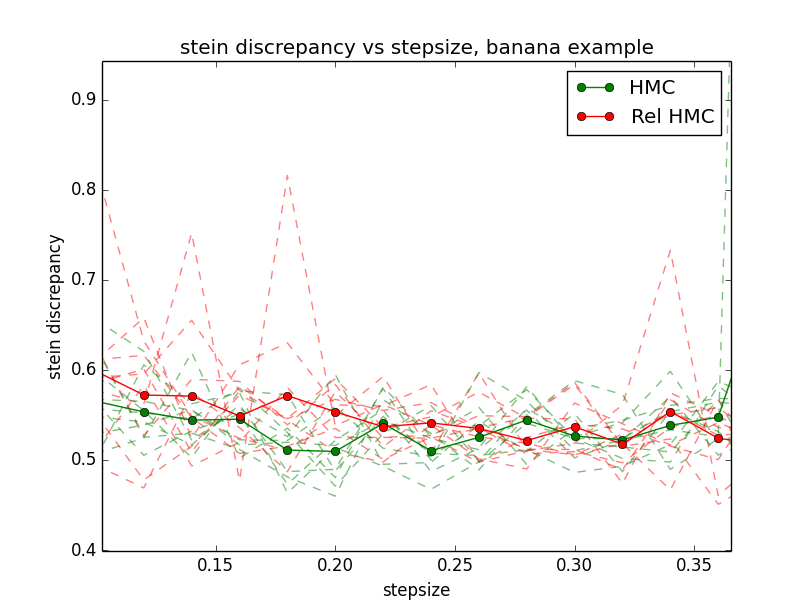 stein discrepancy vs stepsize, banana example
HMC
Rel HMC
stein discrepancy
0.9
0.8
0.7
0.6
0.5
0.4
0.15
0.20
0.25
0.30
0.35
stepsize